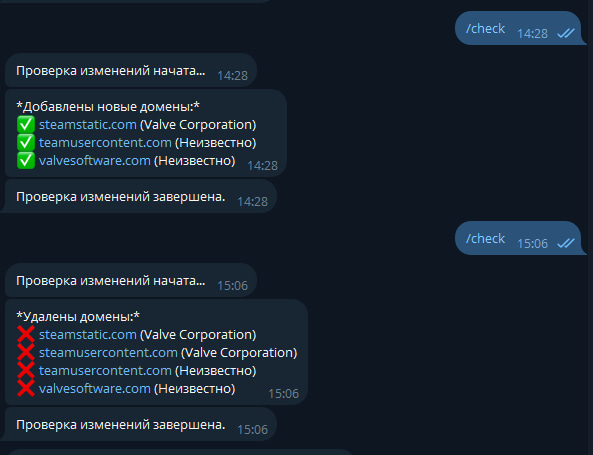 /check 14:28
Проверка изменений начата... 14:28
*Добавлены новые домены:*
✅ steamstatic.com (Valve Corporation)
✅ teamusercontent.com (Неизвестно)
✅ valvesoftware.com (Неизвестно) 14:28
Проверка изменений завершена. 14:28
/check 15:06
Проверка изменений начата... 15:06
*Удалены домены:*
❌ steamstatic.com (Valve Corporation)
❌ steamusercontent.com (Valve Corporation)
❌ teamusercontent.com (Неизвестно)
❌ valvesoftware.com (Неизвестно) 15:06
Проверка изменений завершена. 15:06